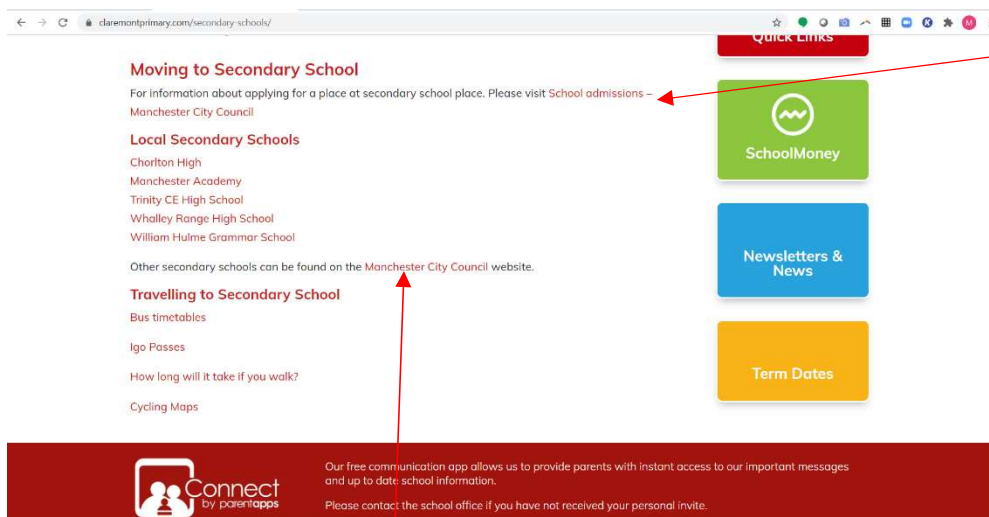 claremontprimary.com/secondary-schools/
M
Quick Links
Moving to Secondary School
For information about applying for a place at secondary school place. Please visit School admissions –
Manchester City Council
Local Secondary Schools
Chorlton High
Manchester Academy
Trinity CE High School
Whalley Range High School
William Hulme Grammar School
Other secondary schools can be found on the Manchester City Council website.
Travelling to Secondary School
Bus timetables
Igo Passes
How long will it take if you walk?
Cycling Maps
SchoolMoney
Newsletters &
News
Term Dates
Connect
by parentapps
Our free communication app allows us to provide parents with instant access to our important messages
and up to date school information.
Please contact the school office if you have not received your personal invite.